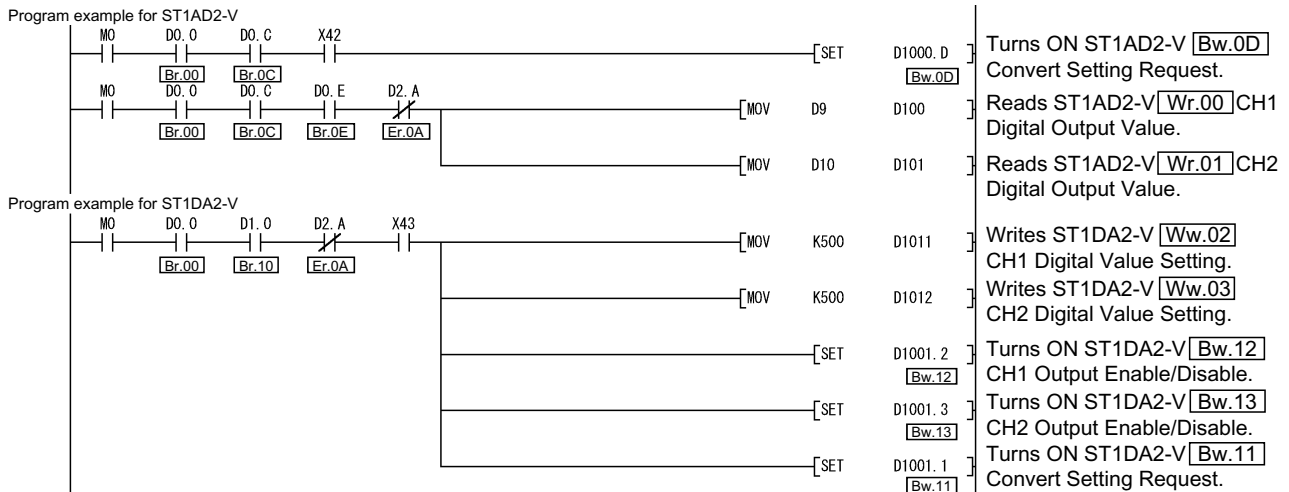 Program example for ST1AD2-V
M0 D0.0 D0.C X42
SET D1000.D
Turns ON ST1AD2-V Bw.0D
Convert Setting Request.
Br.00 Br.0C
Bw.0D
M0 D0.0 D0.C D0.E D2.A
MOV D9 D100
Reads ST1AD2-V Wr.00 CH1
Digital Output Value.
Br.00 Br.0C Br.0E Er.0A
MOV D10 D101
Reads ST1AD2-V Wr.01 CH2
Digital Output Value.
Program example for ST1DA2-V
M0 D0.0 D1.0 D2.A X43
MOV K500 D1011
Writes ST1DA2-V Ww.02
CH1 Digital Value Setting.
Br.00 Br.10 Er.0A
MOV K500 D1012
Writes ST1DA2-V Ww.03
CH2 Digital Value Setting.
SET D1001.2
Turns ON ST1DA2-V Bw.12
CH1 Output Enable/Disable.
Bw.12
SET D1001.3
Turns ON ST1DA2-V Bw.13
CH2 Output Enable/Disable.
Bw.13
SET D1001.1
Turns ON ST1DA2-V Bw.11
Convert Setting Request.
Bw.11